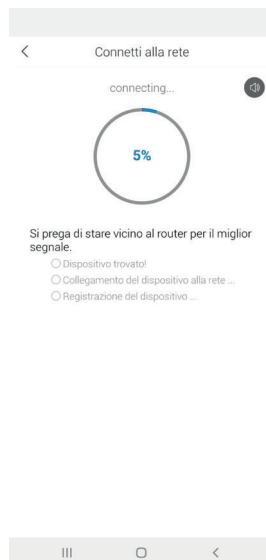 Connetti alla rete
connecting...
5%
Si prega di stare vicino al router per il miglior
segnale.
Dispositivo trovato!
Collegamento del dispositivo alla rete ...
Registrazione del dispositivo ...